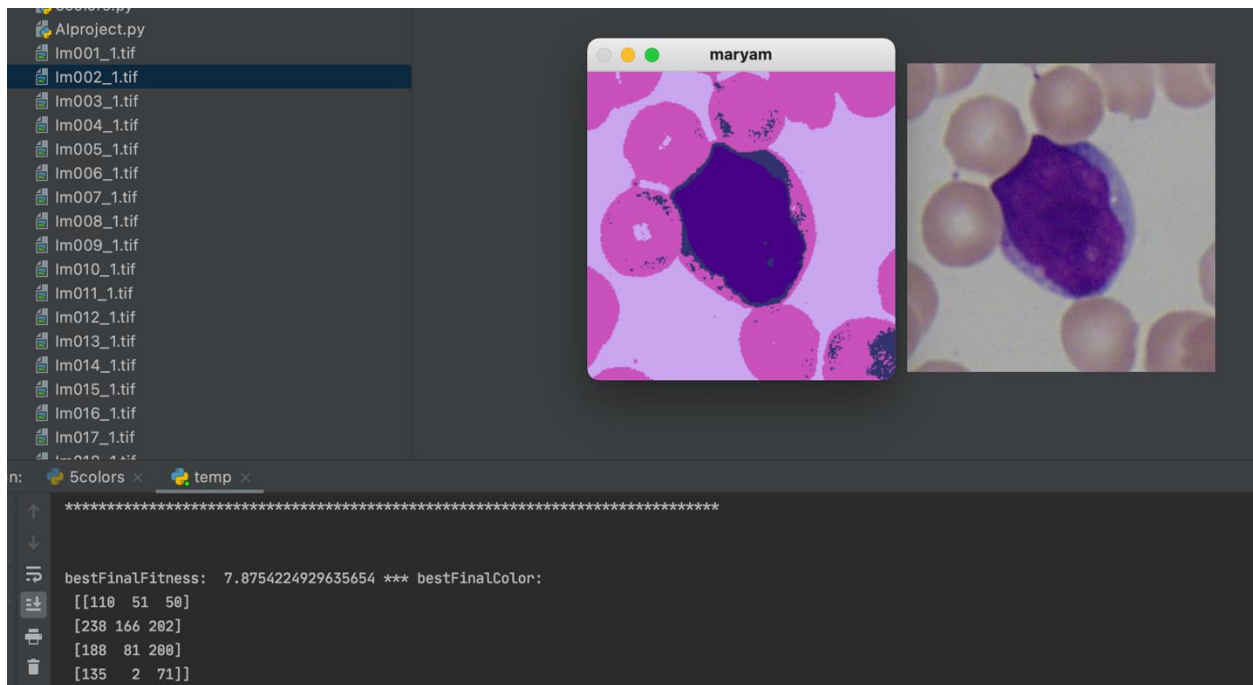 AIproject.py
Im001_1.tif
Im002_1.tif
Im003_1.tif
Im004_1.tif
Im005_1.tif
Im006_1.tif
Im007_1.tif
Im008_1.tif
Im009_1.tif
Im010_1.tif
Im011_1.tif
Im012_1.tif
Im013_1.tif
Im014_1.tif
Im015_1.tif
Im016_1.tif
Im017_1.tif
maryam
n: 5colors × temp ×
******************************************************************************
bestFinalFitness:  7.8754224929635654 *** bestFinalColor:
[[110  51  50]
[238 166 202]
[188  81 200]
[135   2  71]]